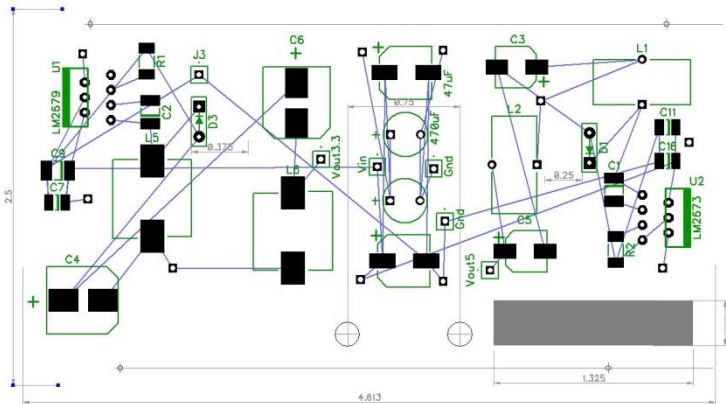 C6
C3
L1
U1
R1
J3
47uF
LM2679
C2
D3
0.75
470uF
L2
C11
0.375
D1
C16
L5
C9
L6
Vout3.3
Vin
Gnd
0.25
C1
C7
U2
LM2673
Gnd
R2
C5
C4
Vout5
2.5
1.325
4.613